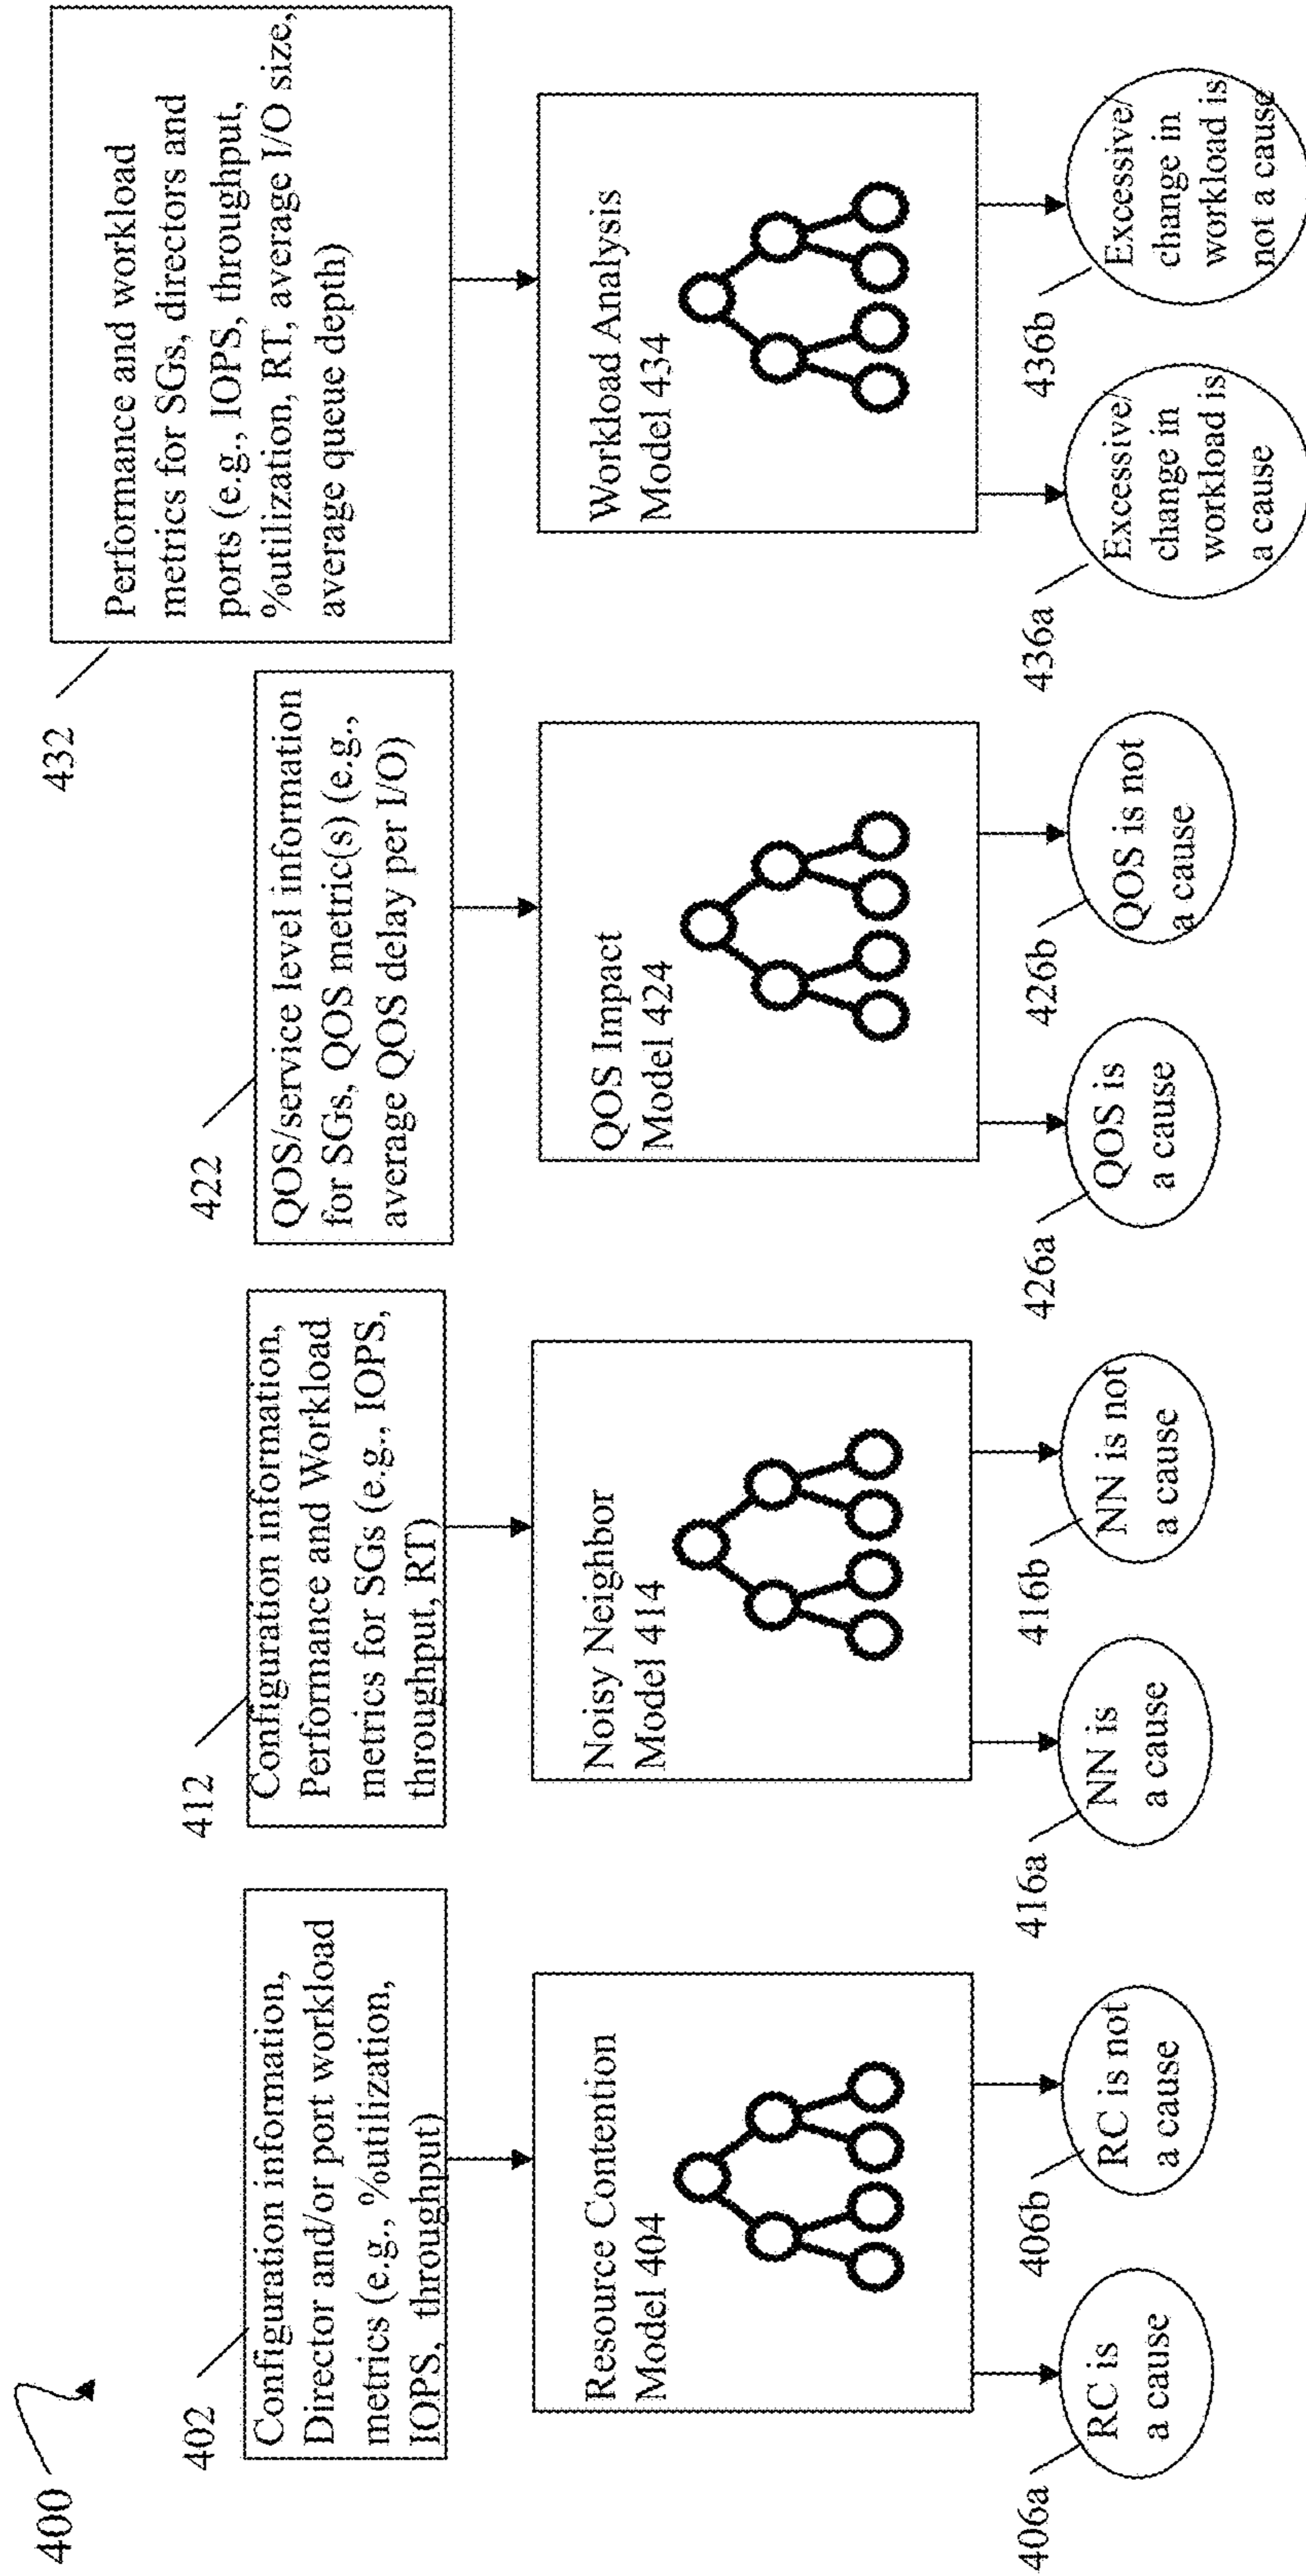 400
402
Configuration information,
Director and/or port workload
metrics (e.g., %utilization,
IOPS, throughput)
Resource Contention
Model 404
406a
RC is
a cause
406b
RC is not
a cause
412
Configuration information,
Performance and Workload
metrics for SGs (e.g., IOPS,
throughput, RT)
Noisy Neighbor
Model 414
416a
NN is
a cause
416b
NN is not
a cause
422
QOS/service level information
for SGs, QOS metric(s) (e.g.,
average QOS delay per I/O)
QOS Impact
Model 424
426a
QOS is
a cause
426b
QOS is not
a cause
432
Performance and workload
metrics for SGs, directors and
ports (e.g., IOPS, throughput,
%utilization, RT, average I/O size,
average queue depth)
Workload Analysis
Model 434
436a
Excessive/
change in
workload is
a cause
436b
Excessive/
change in
workload is
not a cause